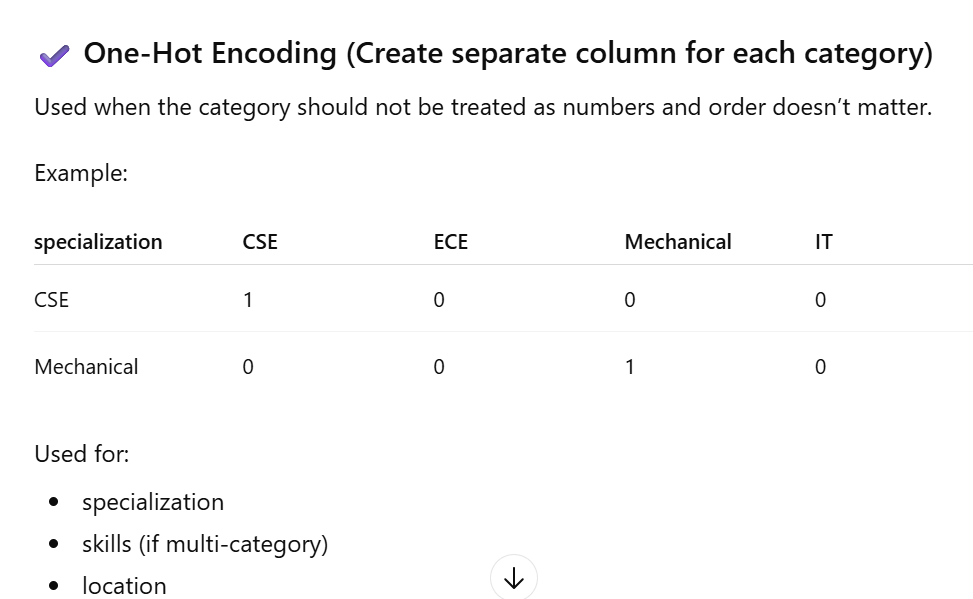 One-Hot Encoding (Create separate column for each category)
Used when the category should not be treated as numbers and order doesn’t matter.
Example:
specialization CSE ECE Mechanical IT
CSE 1 0 0 0
Mechanical 0 0 1 0
Used for:
specialization
skills (if multi-category)
location